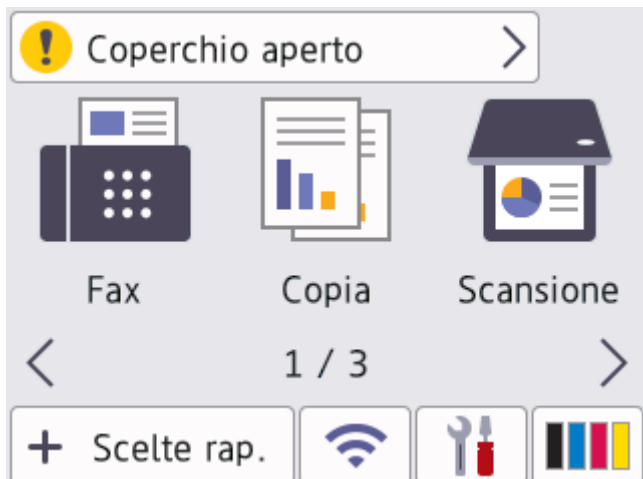 Coperchio aperto
Fax Copia Scansione
1 / 3
Scelte rap.